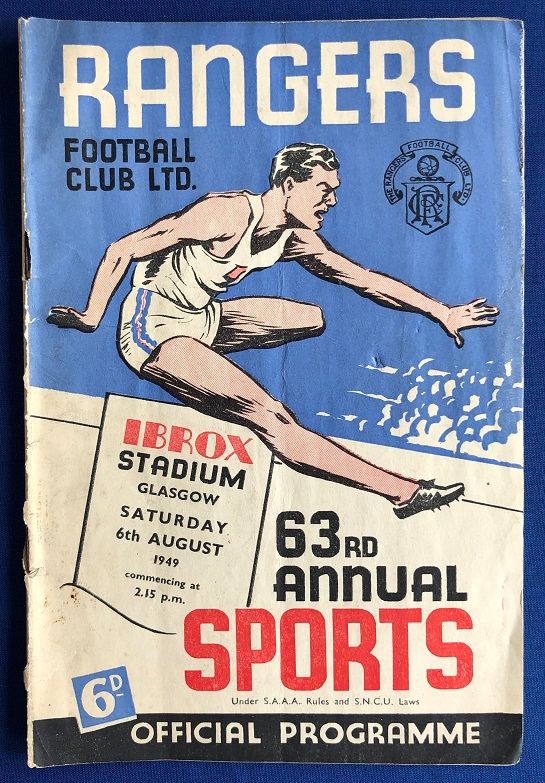 RANGERS
FOOTBALL
CLUB LTD.
THE RANGERS FOOTBALL CLUB LTD.
RFC
IBROX
STADIUM
GLASGOW
SATURDAY
6th AUGUST
1949
commencing at
2.15 p.m.
63RD
ANNUAL
SPORTS
Under S.A.A.A. Rules and S.N.C.U. Laws
6D
OFFICIAL PROGRAMME